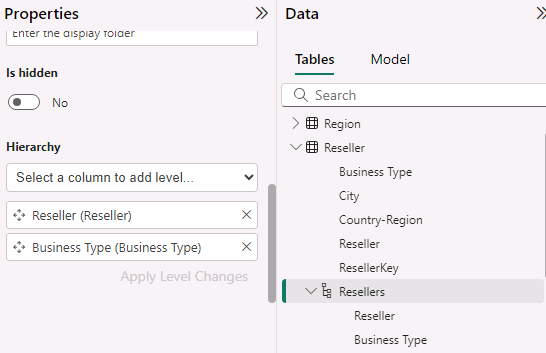 Properties
Enter the display folder
Is hidden
No
Hierarchy
Select a column to add level...
Reseller (Reseller)
Business Type (Business Type)
Apply Level Changes
Data
Tables Model
Search
Region
Reseller
Business Type
City
Country-Region
Reseller
ResellerKey
Resellers
Reseller
Business Type